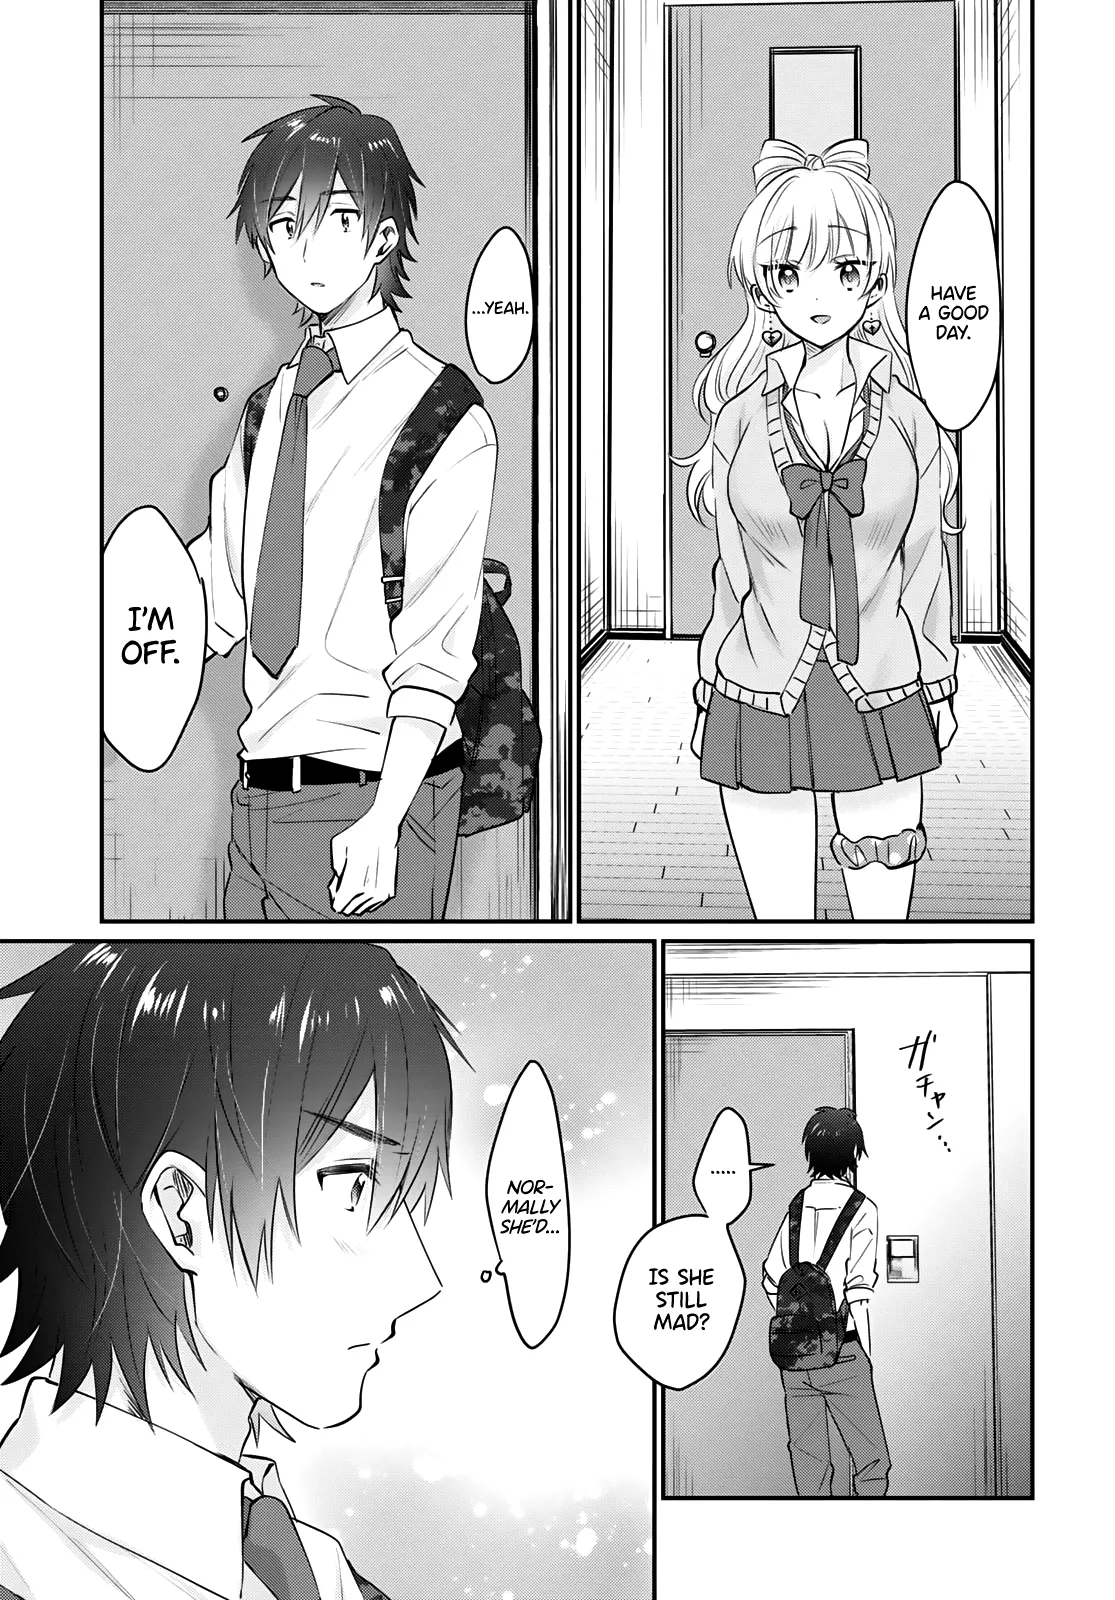 HAVE
A GOOD
DAY.
...YEAH.
I'M
OFF.
ガチャン...
......
IS SHE
STILL
MAD?
NOR-
MALLY
SHE'D...